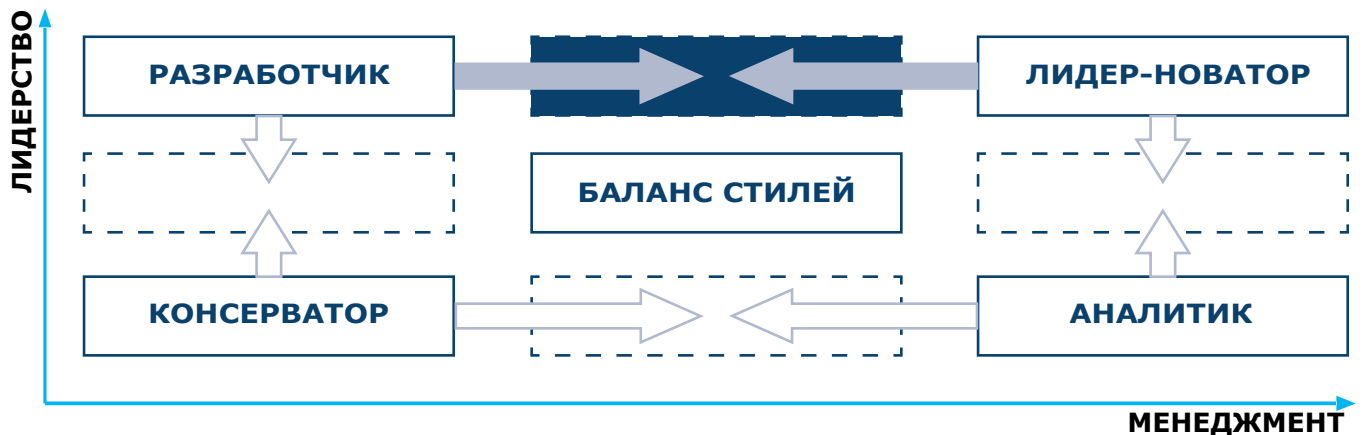 ЛИДЕРСТВО
РАЗРАБОТЧИК
ЛИДЕР-НОВАТОР
БАЛАНС СТИЛЕЙ
КОНСЕРВАТОР
АНАЛИТИК
МЕНЕДЖМЕНТ